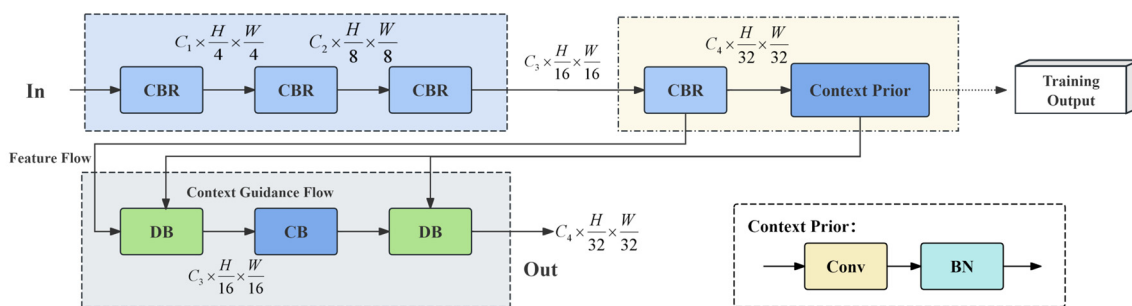 C₁ × H/4 × W/4
C₂ × H/8 × W/8
C₃ × H/16 × W/16
C₄ × H/32 × W/32
In
CBR
CBR
CBR
CBR
Context Prior
Training
Output
Feature Flow
Context Guidance Flow
DB
CB
DB
C₄ × H/32 × W/32
C₃ × H/16 × W/16
Out
Context Prior:
Conv
BN